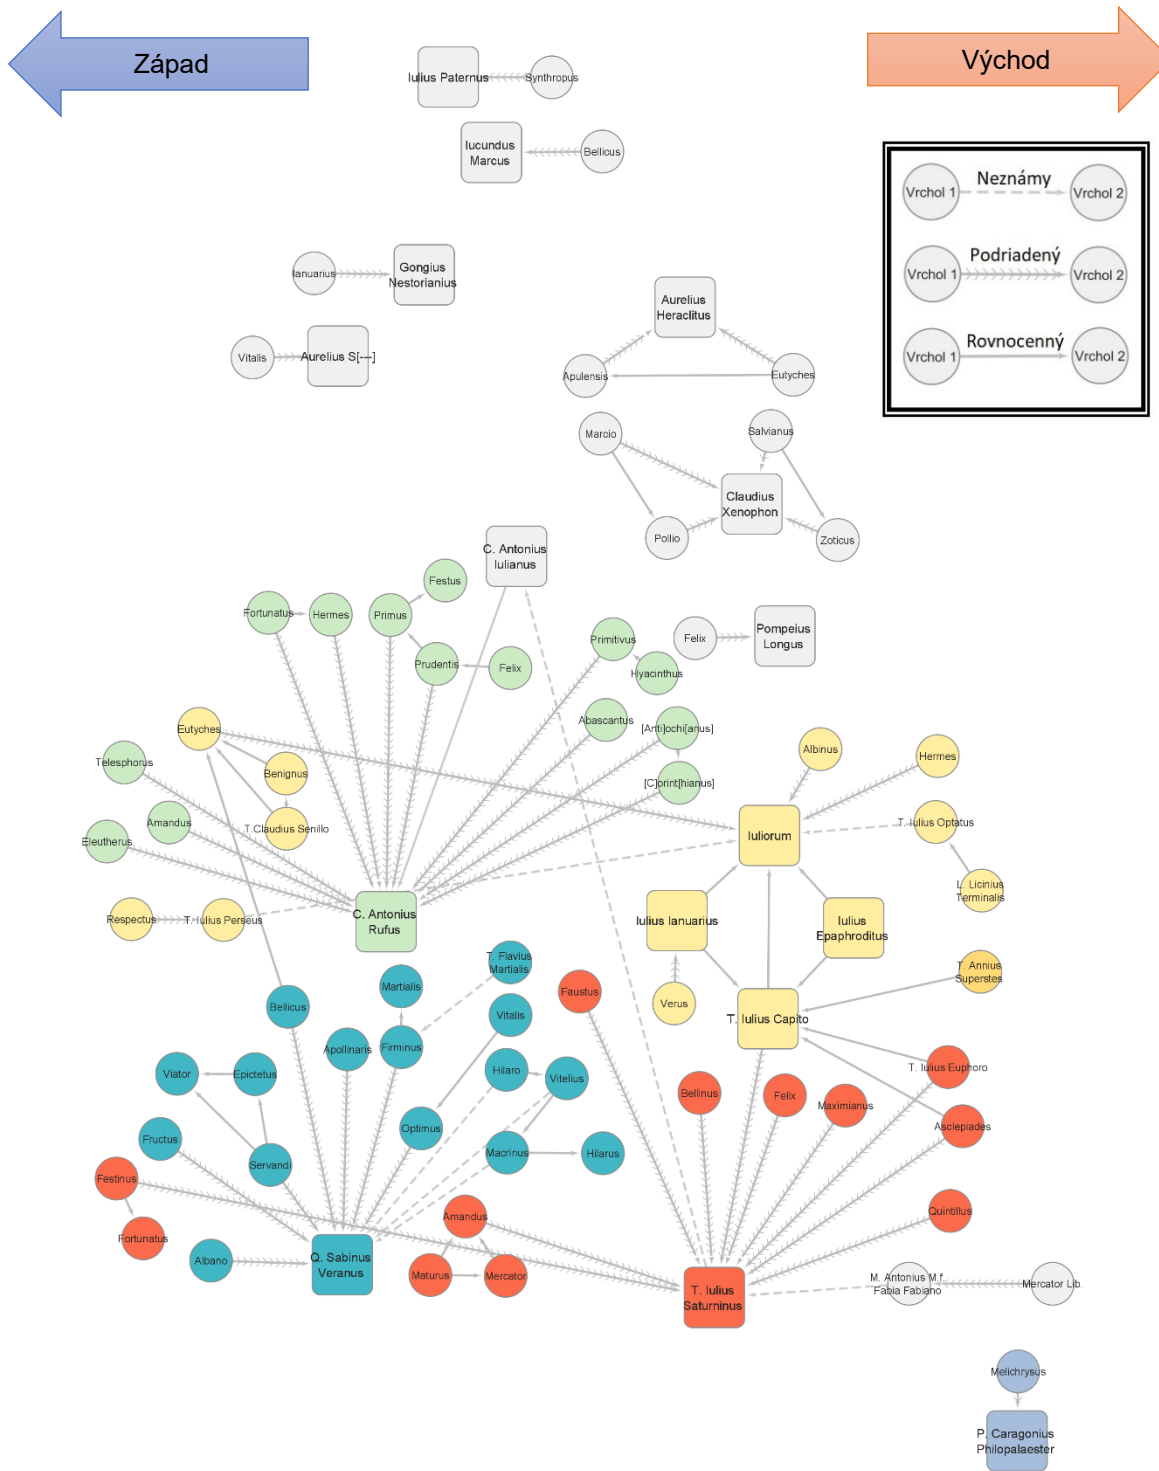 Západ
Východ
Iulius Paternus
Synthropus
Iucundus
Marcus
Bellicus
Vrchol 1
Neznámy
Vrchol 2
Vrchol 1
Podriadený
Vrchol 2
Vrchol 1
Rovnocenný
Vrchol 2
Ianuarius
Gongius
Nestorianius
Vitalis
Aurelius S[---]
Aurelius
Heraclitus
Apulensis
Eutyches
Marcio
Salvianus
Claudius
Xenophon
Pollio
Zoticus
C. Antonius
Iulianus
Festus
Fortunatus
Hermes
Primus
Prudentis
Felix
Primitivus
Hyacinthus
Felix
Pompeius
Longus
Abascantus
[Anti]ochi[anus]
[C]orint[hianus]
Eutyches
Telesphorus
Benignus
T.Claudius Senillo
Amandus
Eleutherus
Albinus
Hermes
Iuliorum
T. Iulius Optatus
L. Licinius
Terminalis
Respectus
T. Iulius Perseus
C. Antonius
Rufus
Iulius Ianuarius
Iulius
Epaphroditus
T. Flavius
Martialis
Martialis
Faustus
Verus
T. Iulius Capito
T. Annius
Superstes
Bellicus
Vitalis
Apollinaris
Firminus
Viator
Epictetus
Hilaro
Vitelius
T. Iulius Euphoro
Bellinus
Felix
Maximianus
Asclepiades
Fructus
Optimus
Servandi
Macrinus
Hilarus
Festinus
Amandus
Quintillus
Fortunatus
Albano
Q. Sabinus
Veranus
Maturus
Mercator
T. Iulius
Saturninus
M. Antonius M.f.
Fabia Fabiano
Mercator Lib.
Melichrysus
P. Caragonius
Philopalaester